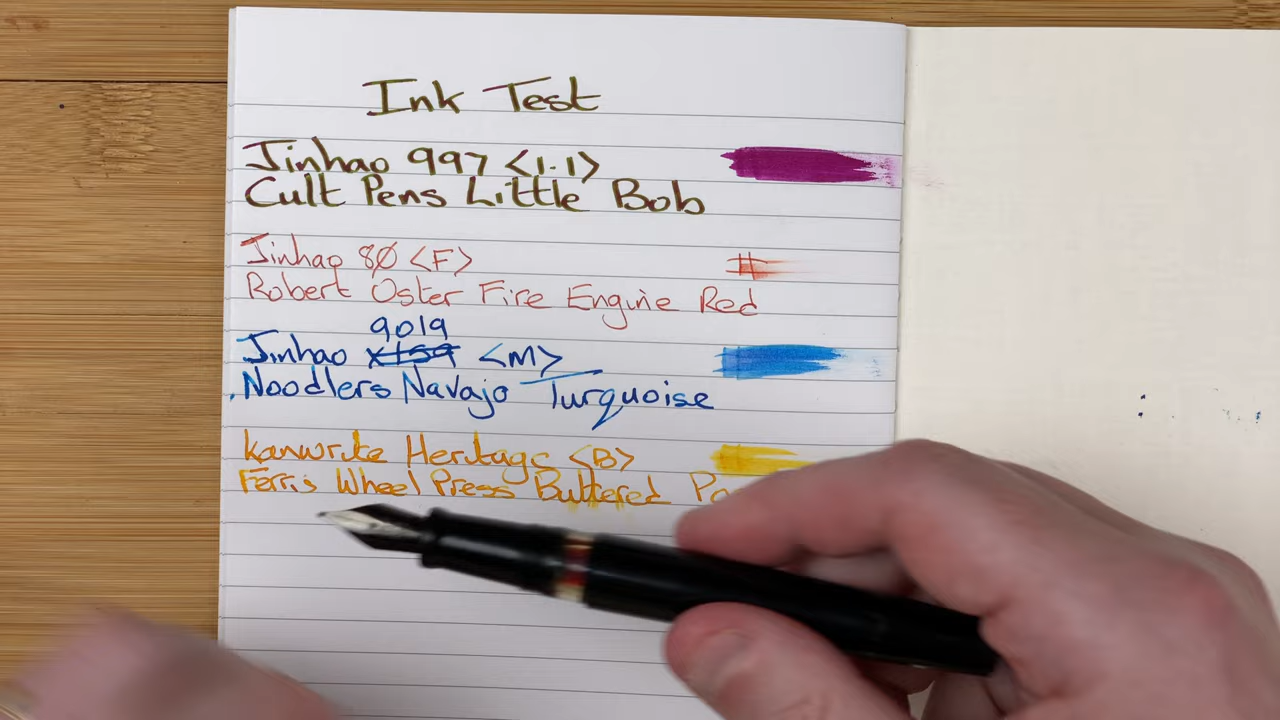 Ink Test
Jinhao 997 <1.1>
Cult Pens Little Bob
Jinhao 80 <F>
Robert Oster Fire Engine Red
9019
Jinhao x159 <M>
Noodlers Navajo Turquoise
Kanwrite Heritage <B>
Ferris Wheel Press Buttered